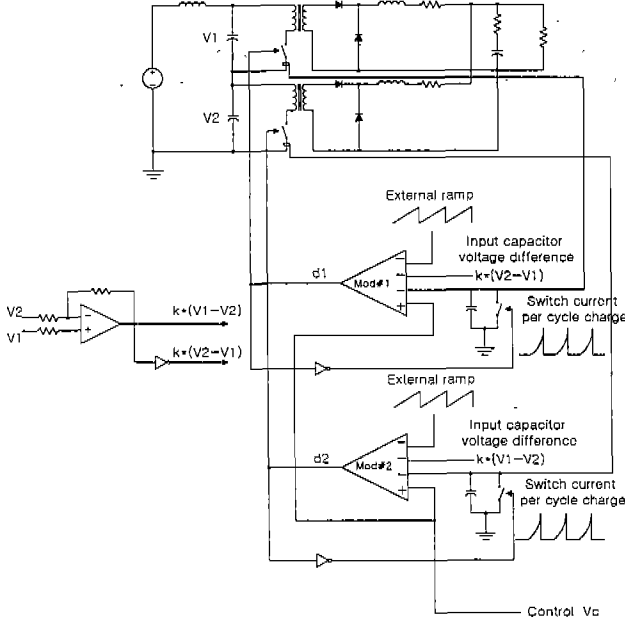 V1
V2
External ramp
Input capacitor
voltage difference
k*(V2−V1)
d1
Mod#1
Switch current
per cycle charge
V2
V1
k*(V1−V2)
k*(V2−V1)
External ramp
Input capacitor
voltage difference
k*(V1−V2)
d2
Mod#2
Switch current
per cycle charge
Control Vc